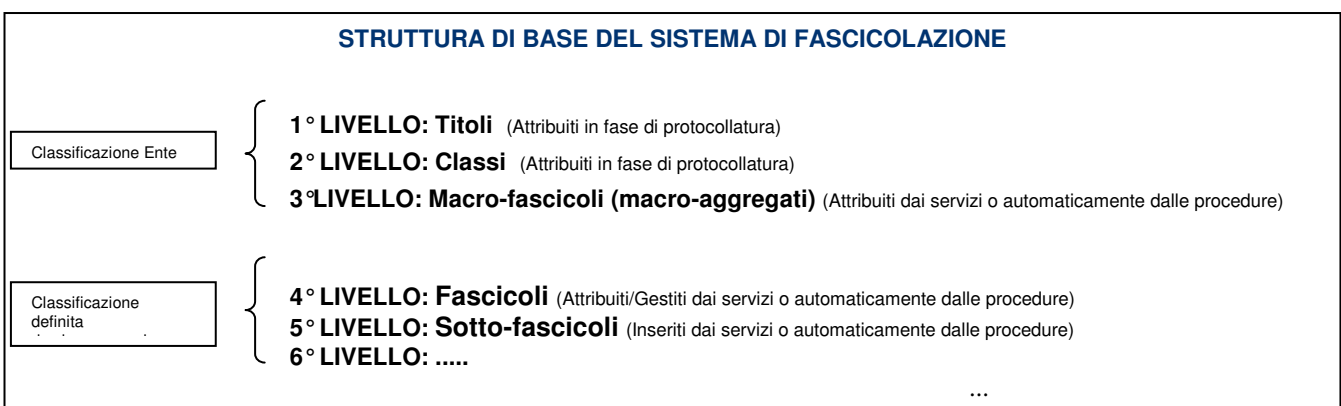 STRUTTURA DI BASE DEL SISTEMA DI FASCICOLAZIONE
Classificazione Ente
1° LIVELLO: Titoli (Attribuiti in fase di protocollatura)
2° LIVELLO: Classi (Attribuiti in fase di protocollatura)
3°LIVELLO: Macro-fascicoli (macro-aggregati) (Attribuiti dai servizi o automaticamente dalle procedure)
Classificazione
definita
4° LIVELLO: Fascicoli (Attribuiti/Gestiti dai servizi o automaticamente dalle procedure)
5° LIVELLO: Sotto-fascicoli (Inseriti dai servizi o automaticamente dalle procedure)
6° LIVELLO: .....
...